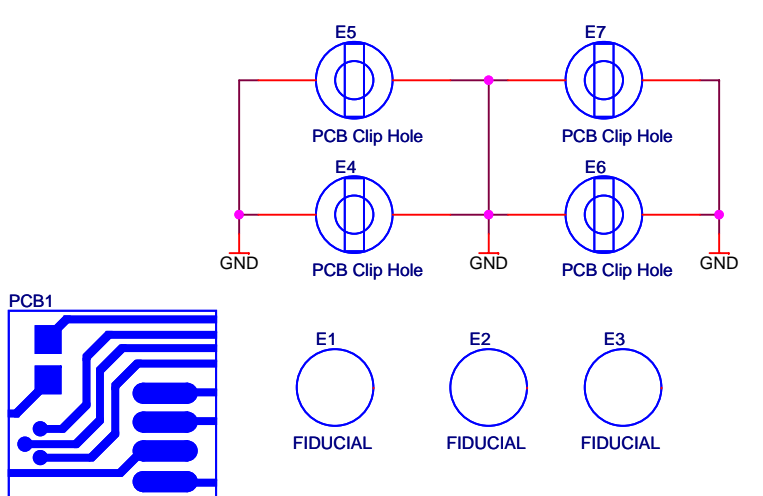 E5
E7
PCB Clip Hole
PCB Clip Hole
E4
E6
GND
PCB Clip Hole
GND
PCB Clip Hole
GND
PCB1
E1
E2
E3
FIDUCIAL
FIDUCIAL
FIDUCIAL